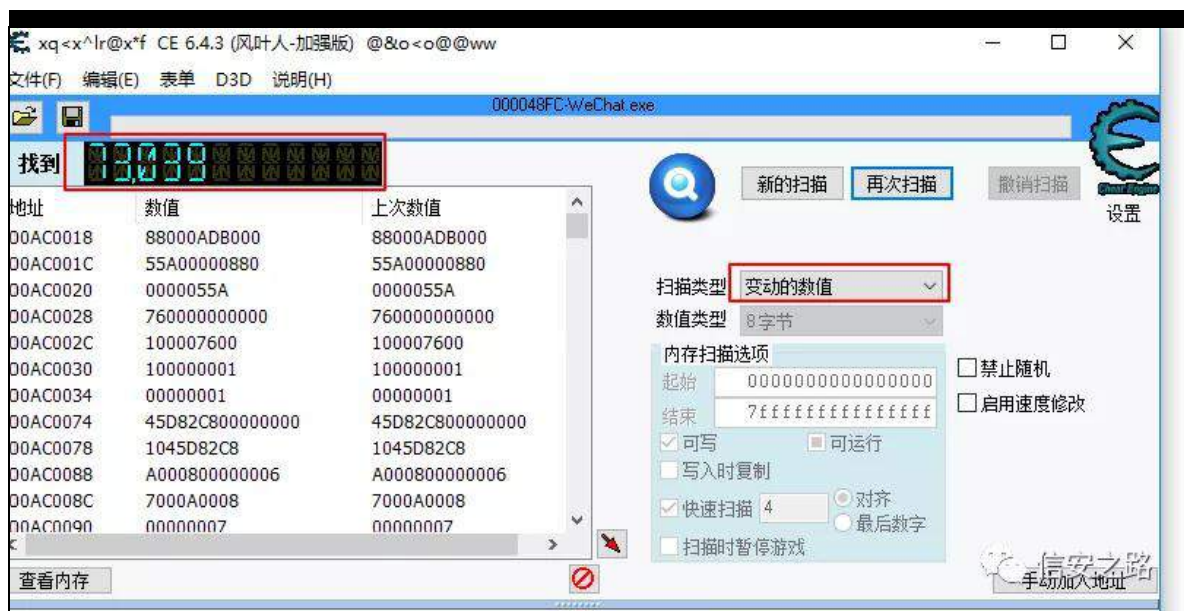 xq<x^lr@x*f CE 6.4.3 (风叶人-加强版) @&o<o@@ww
文件(F) 编辑(E) 表单 D3D 说明(H)
000048FC-WeChat.exe
找到 13,039
新的扫描 再次扫描 撤消扫描
Cheat Engine
设置
地址 数值 上次数值
00AC0018 88000ADB000 88000ADB000
00AC001C 55A00000880 55A00000880
00AC0020 0000055A 0000055A
00AC0028 760000000000 760000000000
00AC002C 100007600 100007600
00AC0030 100000001 100000001
00AC0034 00000001 00000001
00AC0074 45D82C800000000 45D82C800000000
00AC0078 1045D82C8 1045D82C8
00AC0088 A000800000006 A000800000006
00AC008C 7000A0008 7000A0008
00AC0090 00000007 00000007
扫描类型 变动的数值
数值类型 8字节
内存扫描选项
起始 0000000000000000
结束 7fffffffffffffff
可写 可运行
写入时复制
快速扫描 4 对齐
最后数字
扫描时暂停游戏
禁止随机
启用速度修改
查看内存
手动加入地址
信安之路